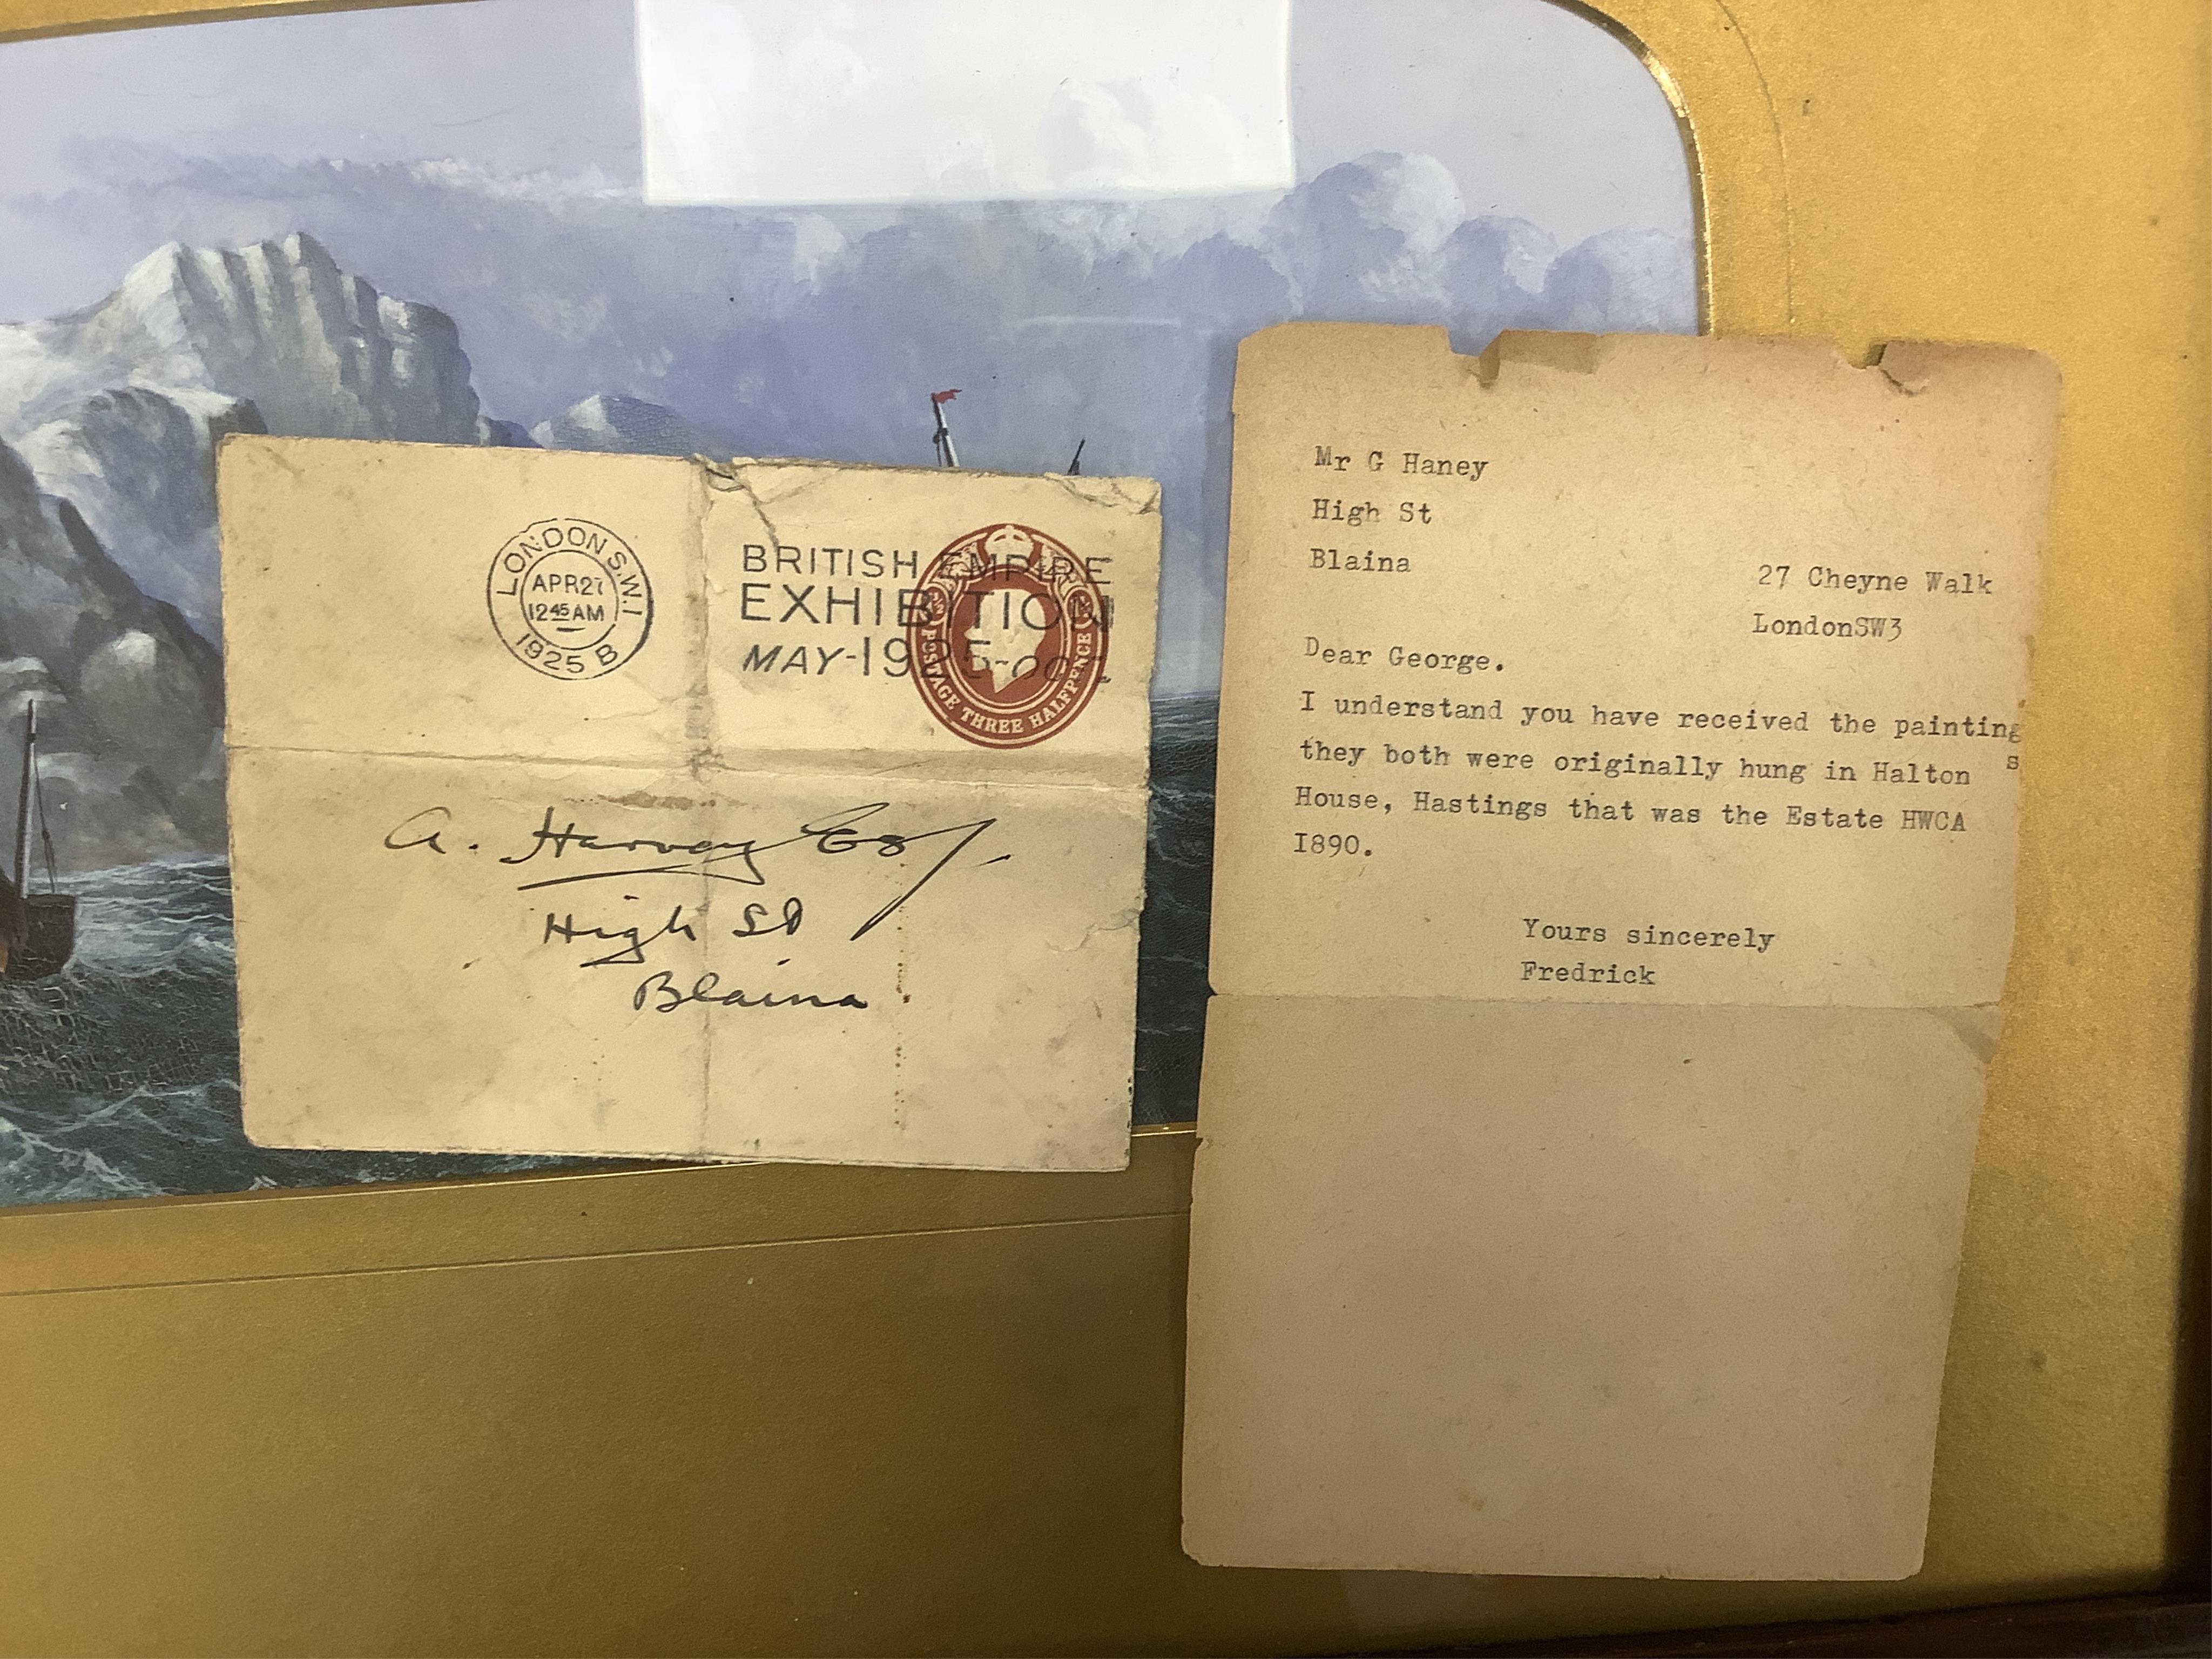 LONDON S.W.1
APR 27
12 45 AM
1925 B
BRITISH EMPIRE
EXHIBITION
MAY-1925-OCT
POSTAGE THREE HALFPENCE
A. Harvey Esq.
High St
Blaina
Mr G Haney
High St
Blaina
27 Cheyne Walk
LondonSW3
Dear George.
I understand you have received the paintings
they both were originally hung in Halton
House, Hastings that was the Estate HWCA
I890.
Yours sincerely
Fredrick